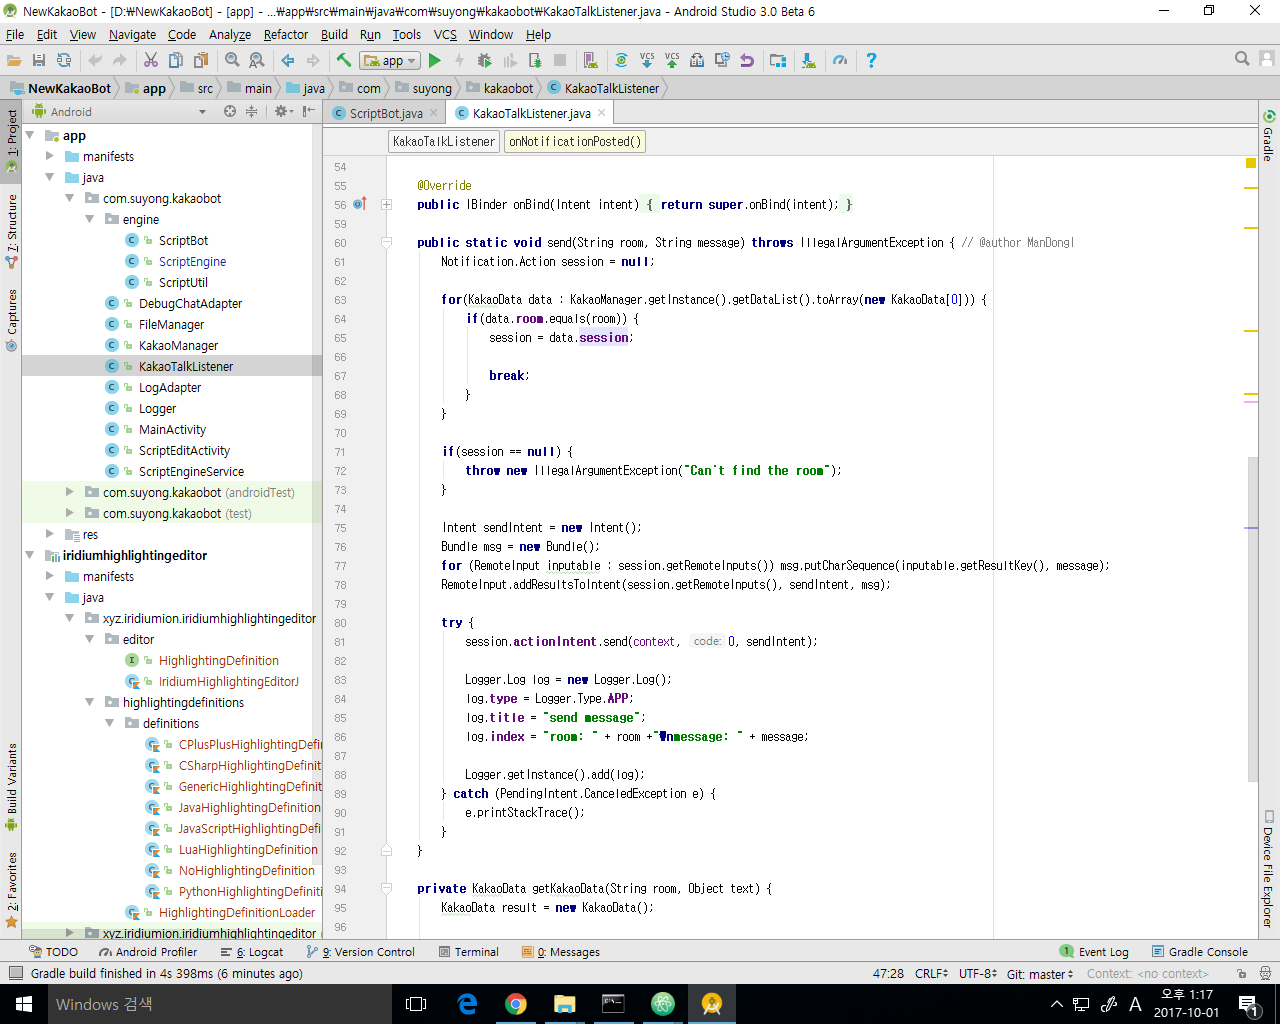 NewKakaoBot - [D:₩NewKakaoBot] - [app] - ...₩app₩src₩main₩java₩com₩suyong₩kakaobot₩KakaoTalkListener.java - Android Studio 3.0 Beta 6
File Edit View Navigate Code Analyze Refactor Build Run Tools VCS Window Help
app
NewKakaoBot app src main java com suyong kakaobot KakaoTalkListener
Android
ScriptBot.java KakaoTalkListener.java
KakaoTalkListener onNotificationPosted()
1: Project
7: Structure
Captures
Build Variants
2: Favorites
app
manifests
java
com.suyong.kakaobot
engine
ScriptBot
ScriptEngine
ScriptUtil
DebugChatAdapter
FileManager
KakaoManager
KakaoTalkListener
LogAdapter
Logger
MainActivity
ScriptEditActivity
ScriptEngineService
com.suyong.kakaobot (androidTest)
com.suyong.kakaobot (test)
res
iridiumhighlightingeditor
manifests
java
xyz.iridiumion.iridiumhighlightingeditor
editor
HighlightingDefinition
IridiumHighlightingEditorJ
highlightingdefinitions
definitions
CPlusPlusHighlightingDefi
CSharpHighlightingDefinit
GenericHighlightingDefinit
JavaHighlightingDefinition
JavaScriptHighlightingDefi
LuaHighlightingDefinition
NoHighlightingDefinition
PythonHighlightingDefiniti
HighlightingDefinitionLoader
xyz.iridiumion.iridiumhighlightingeditor
54
55 @Override
56 public IBinder onBind(Intent intent) { return super.onBind(intent); }
59
60 public static void send(String room, String message) throws IllegalArgumentException { // @author ManDongI
61 Notification.Action session = null;
62
63 for(KakaoData data : KakaoManager.getInstance().getDataList().toArray(new KakaoData[0])) {
64 if(data.room.equals(room)) {
65 session = data.session;
66
67 break;
68 }
69 }
70
71 if(session == null) {
72 throw new IllegalArgumentException("Can't find the room");
73 }
74
75 Intent sendIntent = new Intent();
76 Bundle msg = new Bundle();
77 for (RemoteInput inputable : session.getRemoteInputs()) msg.putCharSequence(inputable.getResultKey(), message);
78 RemoteInput.addResultsToIntent(session.getRemoteInputs(), sendIntent, msg);
79
80 try {
81 session.actionIntent.send(context, code: 0, sendIntent);
82
83 Logger.Log log = new Logger.Log();
84 log.type = Logger.Type.APP;
85 log.title = "send message";
86 log.index = "room: " + room +"₩nmessage: " + message;
87
88 Logger.getInstance().add(log);
89 } catch (PendingIntent.CanceledException e) {
90 e.printStackTrace();
91 }
92 }
93
94 private KakaoData getKakaoData(String room, Object text) {
95 KakaoData result = new KakaoData();
96
Gradle
Device File Explorer
TODO Android Profiler 6: Logcat 9: Version Control Terminal 0: Messages 1 Event Log Gradle Console
Gradle build finished in 4s 398ms (6 minutes ago) 47:28 CRLF UTF-8 Git: master Context: <no context>
Windows 검색
A
오후 1:17
2017-10-01
1